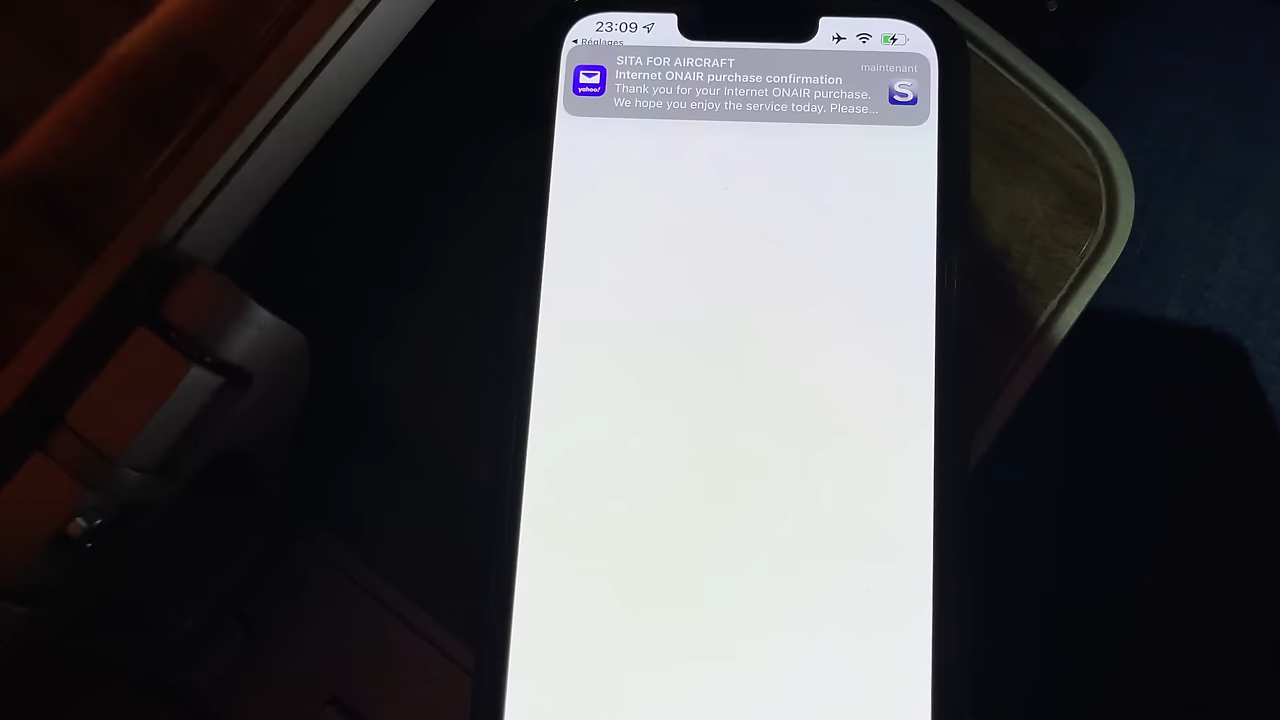 23:09
◀ Réglages
SITA FOR AIRCRAFT
maintenant
Internet ONAIR purchase confirmation
Thank you for your Internet ONAIR purchase.
We hope you enjoy the service today. Please...
yahoo!
S